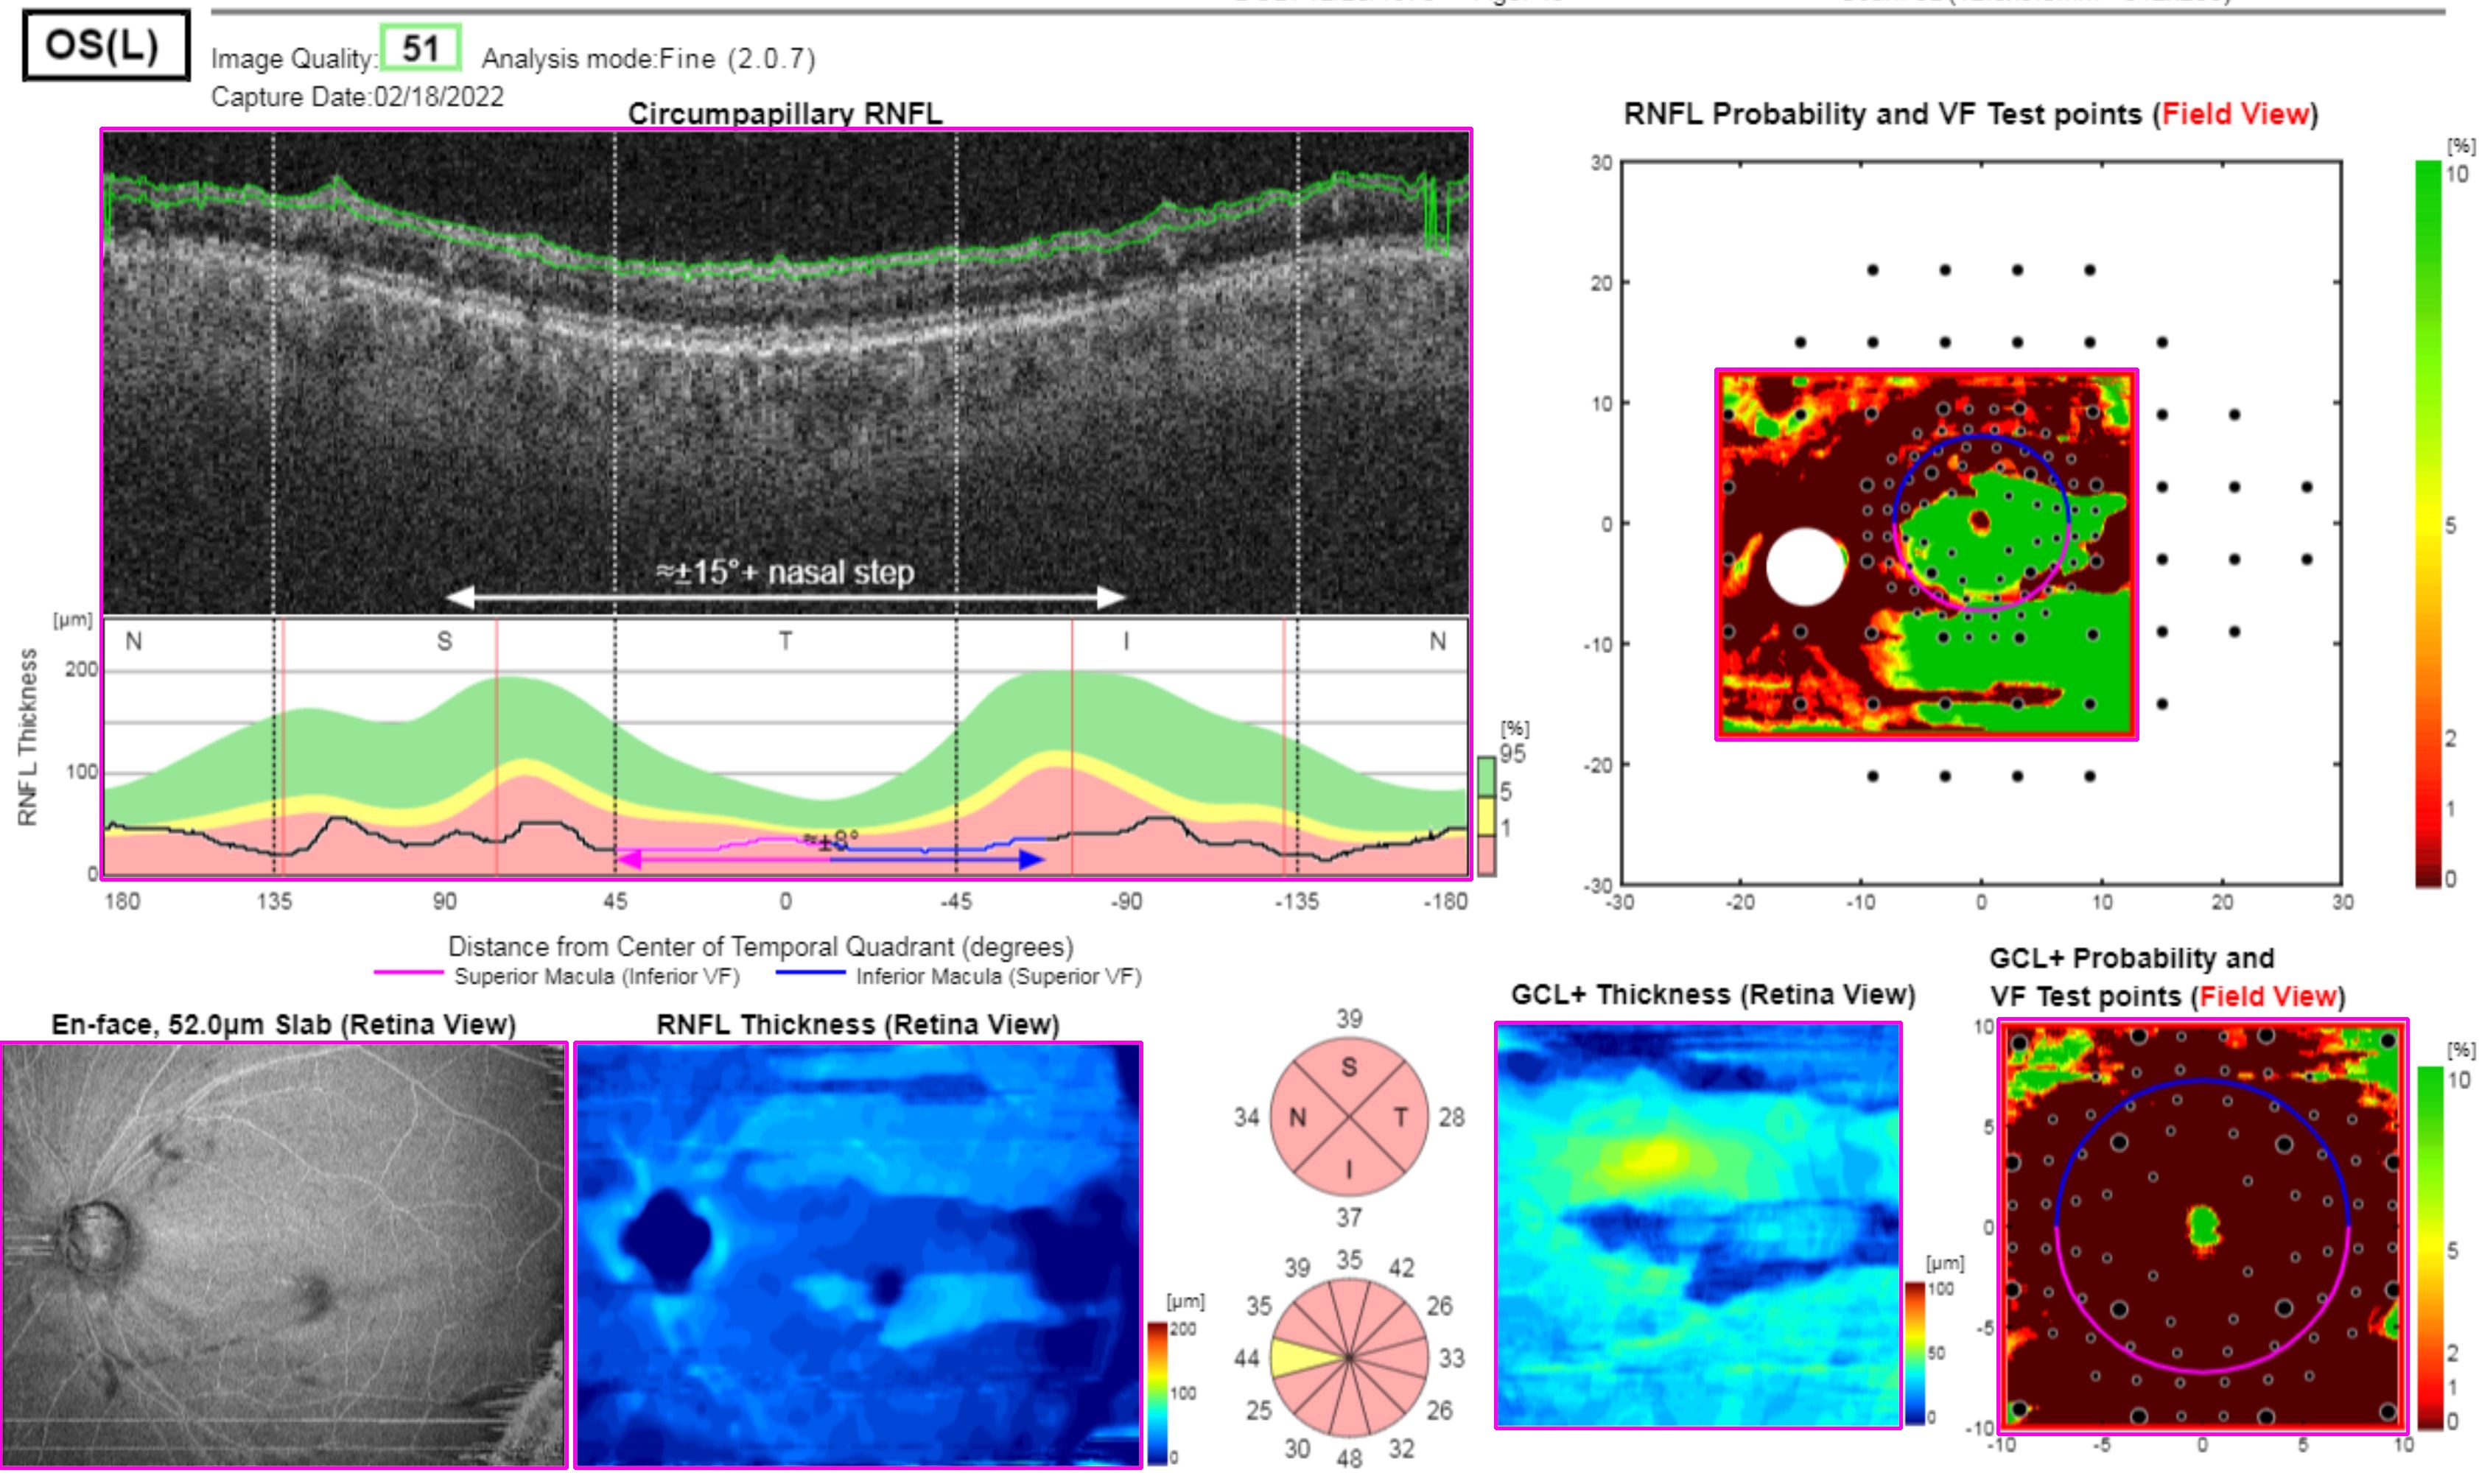 OS(L)
Image Quality: 51 Analysis mode:Fine (2.0.7)
Capture Date:02/18/2022
Circumpapillary RNFL
≈±15°+ nasal step
[µm]
N S T I N
RNFL Thickness
200
100
0
≈±8°
[%]
95
5
1
180 135 90 45 0 -45 -90 -135 -180
Distance from Center of Temporal Quadrant (degrees)
Superior Macula (Inferior VF) Inferior Macula (Superior VF)
RNFL Probability and VF Test points (Field View)
30
20
10
0
-10
-20
-30
-30 -20 -10 0 10 20 30
[%]
10
5
2
1
0
En-face, 52.0µm Slab (Retina View)
RNFL Thickness (Retina View)
[µm]
200
100
0
39
S
34 N T 28
I
37
35
39 42
35 26
44 33
25 26
30 32
48
GCL+ Thickness (Retina View)
[µm]
100
50
0
GCL+ Probability and
VF Test points (Field View)
10
5
0
-5
-10
-10 -5 0 5 10
[%]
10
5
2
1
0